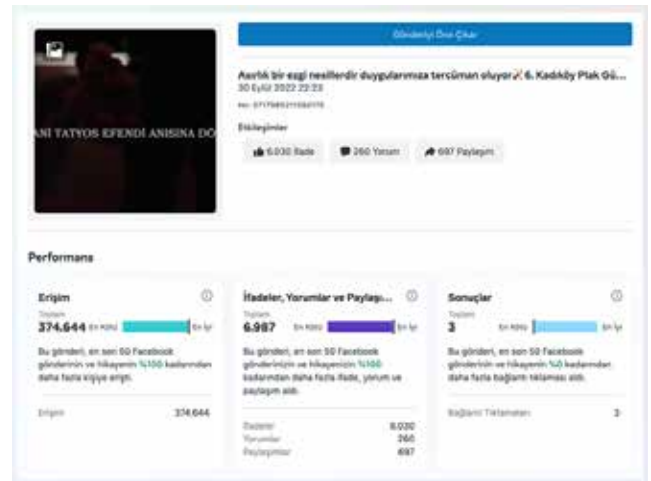 Gönderiyi Öne Çıkar
ANI TATYOS EFENDİ ANISINA DÖ
Asırlık bir ezgi nesillerdir duygularımıza tercüman oluyor 6. Kadıköy Plak Gü...
30 Eylül 2022 22:23
Etkileşimler
6.030 İfade 260 Yorum 697 Paylaşım
Performans
Erişim
Toplam
374.644 En Kötü En İyi
Bu gönderi, en son 50 Facebook
gönderinin ve hikayenin %100 kadarından
daha fazla kişiye erişti.
Erişim 374.644
İfadeler, Yorumlar ve Paylaşı...
Toplam
6.987 En Kötü En İyi
Bu gönderi, en son 50 Facebook
gönderinizin ve hikayenizin %100
kadarından daha fazla ifade, yorum ve
paylaşım aldı.
İfadeler 6.030
Yorumlar 260
Paylaşımlar 697
Sonuçlar
Toplam
3 En Kötü En İyi
Bu gönderi, en son 50 Facebook
gönderinin ve hikayenin %0 kadarından
daha fazla bağlantı tıklaması aldı.
Bağlantı Tıklamaları 3